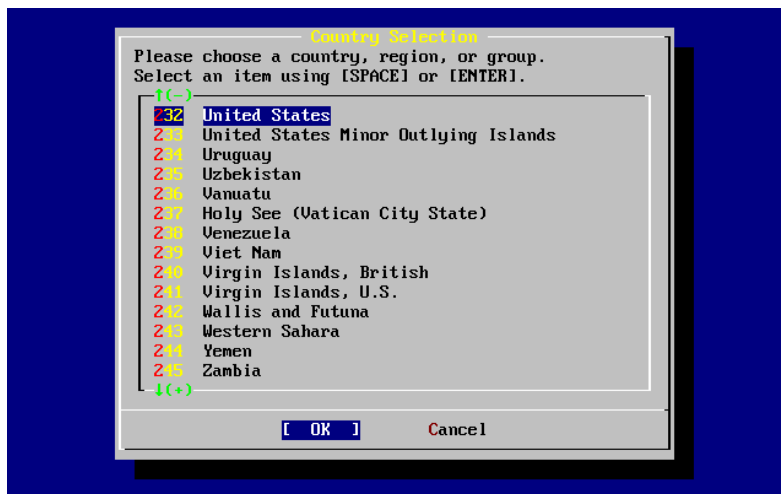 Country Selection
Please choose a country, region, or group.
Select an item using [SPACE] or [ENTER].
↑(-)
232 United States
233 United States Minor Outlying Islands
234 Uruguay
235 Uzbekistan
236 Vanuatu
237 Holy See (Vatican City State)
238 Venezuela
239 Viet Nam
240 Virgin Islands, British
241 Virgin Islands, U.S.
242 Wallis and Futuna
243 Western Sahara
244 Yemen
245 Zambia
↓(+)
[ OK ] Cancel